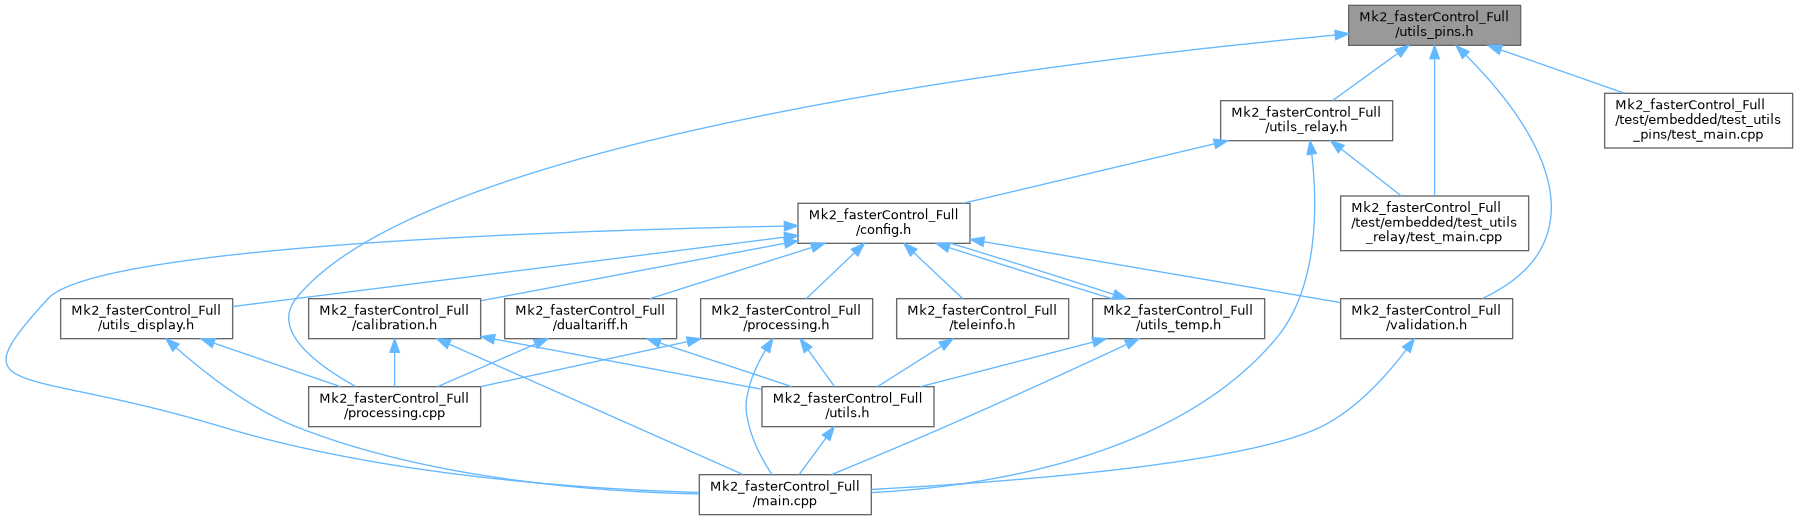 Mk2_fasterControl_Full
/utils_pins.h
Mk2_fasterControl_Full
/utils_relay.h
Mk2_fasterControl_Full
/test/embedded/test_utils
_pins/test_main.cpp
Mk2_fasterControl_Full
/config.h
Mk2_fasterControl_Full
/test/embedded/test_utils
_relay/test_main.cpp
Mk2_fasterControl_Full
/utils_display.h
Mk2_fasterControl_Full
/calibration.h
Mk2_fasterControl_Full
/dualtariff.h
Mk2_fasterControl_Full
/processing.h
Mk2_fasterControl_Full
/teleinfo.h
Mk2_fasterControl_Full
/utils_temp.h
Mk2_fasterControl_Full
/validation.h
Mk2_fasterControl_Full
/processing.cpp
Mk2_fasterControl_Full
/utils.h
Mk2_fasterControl_Full
/main.cpp